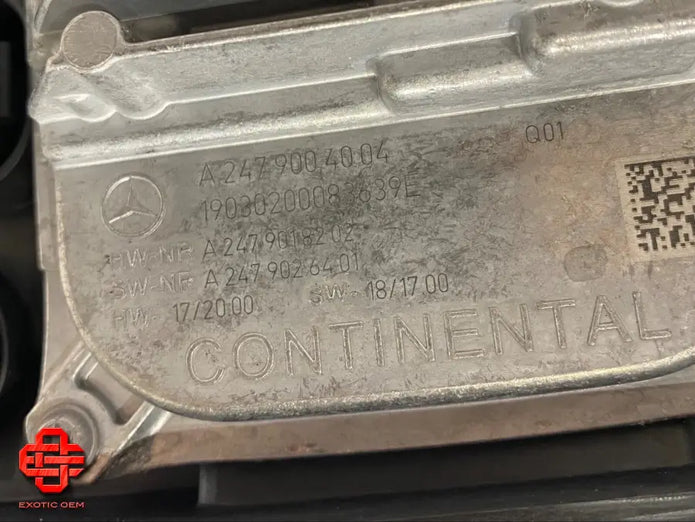 Q01
A 247 900 40 04
19030200083639E
HW-NR A 247 901 82 02
SW-NR A 247 902 64 01
HW- 17/20 00 SW- 18/17 00
CONTINENTAL
EXOTIC OEM